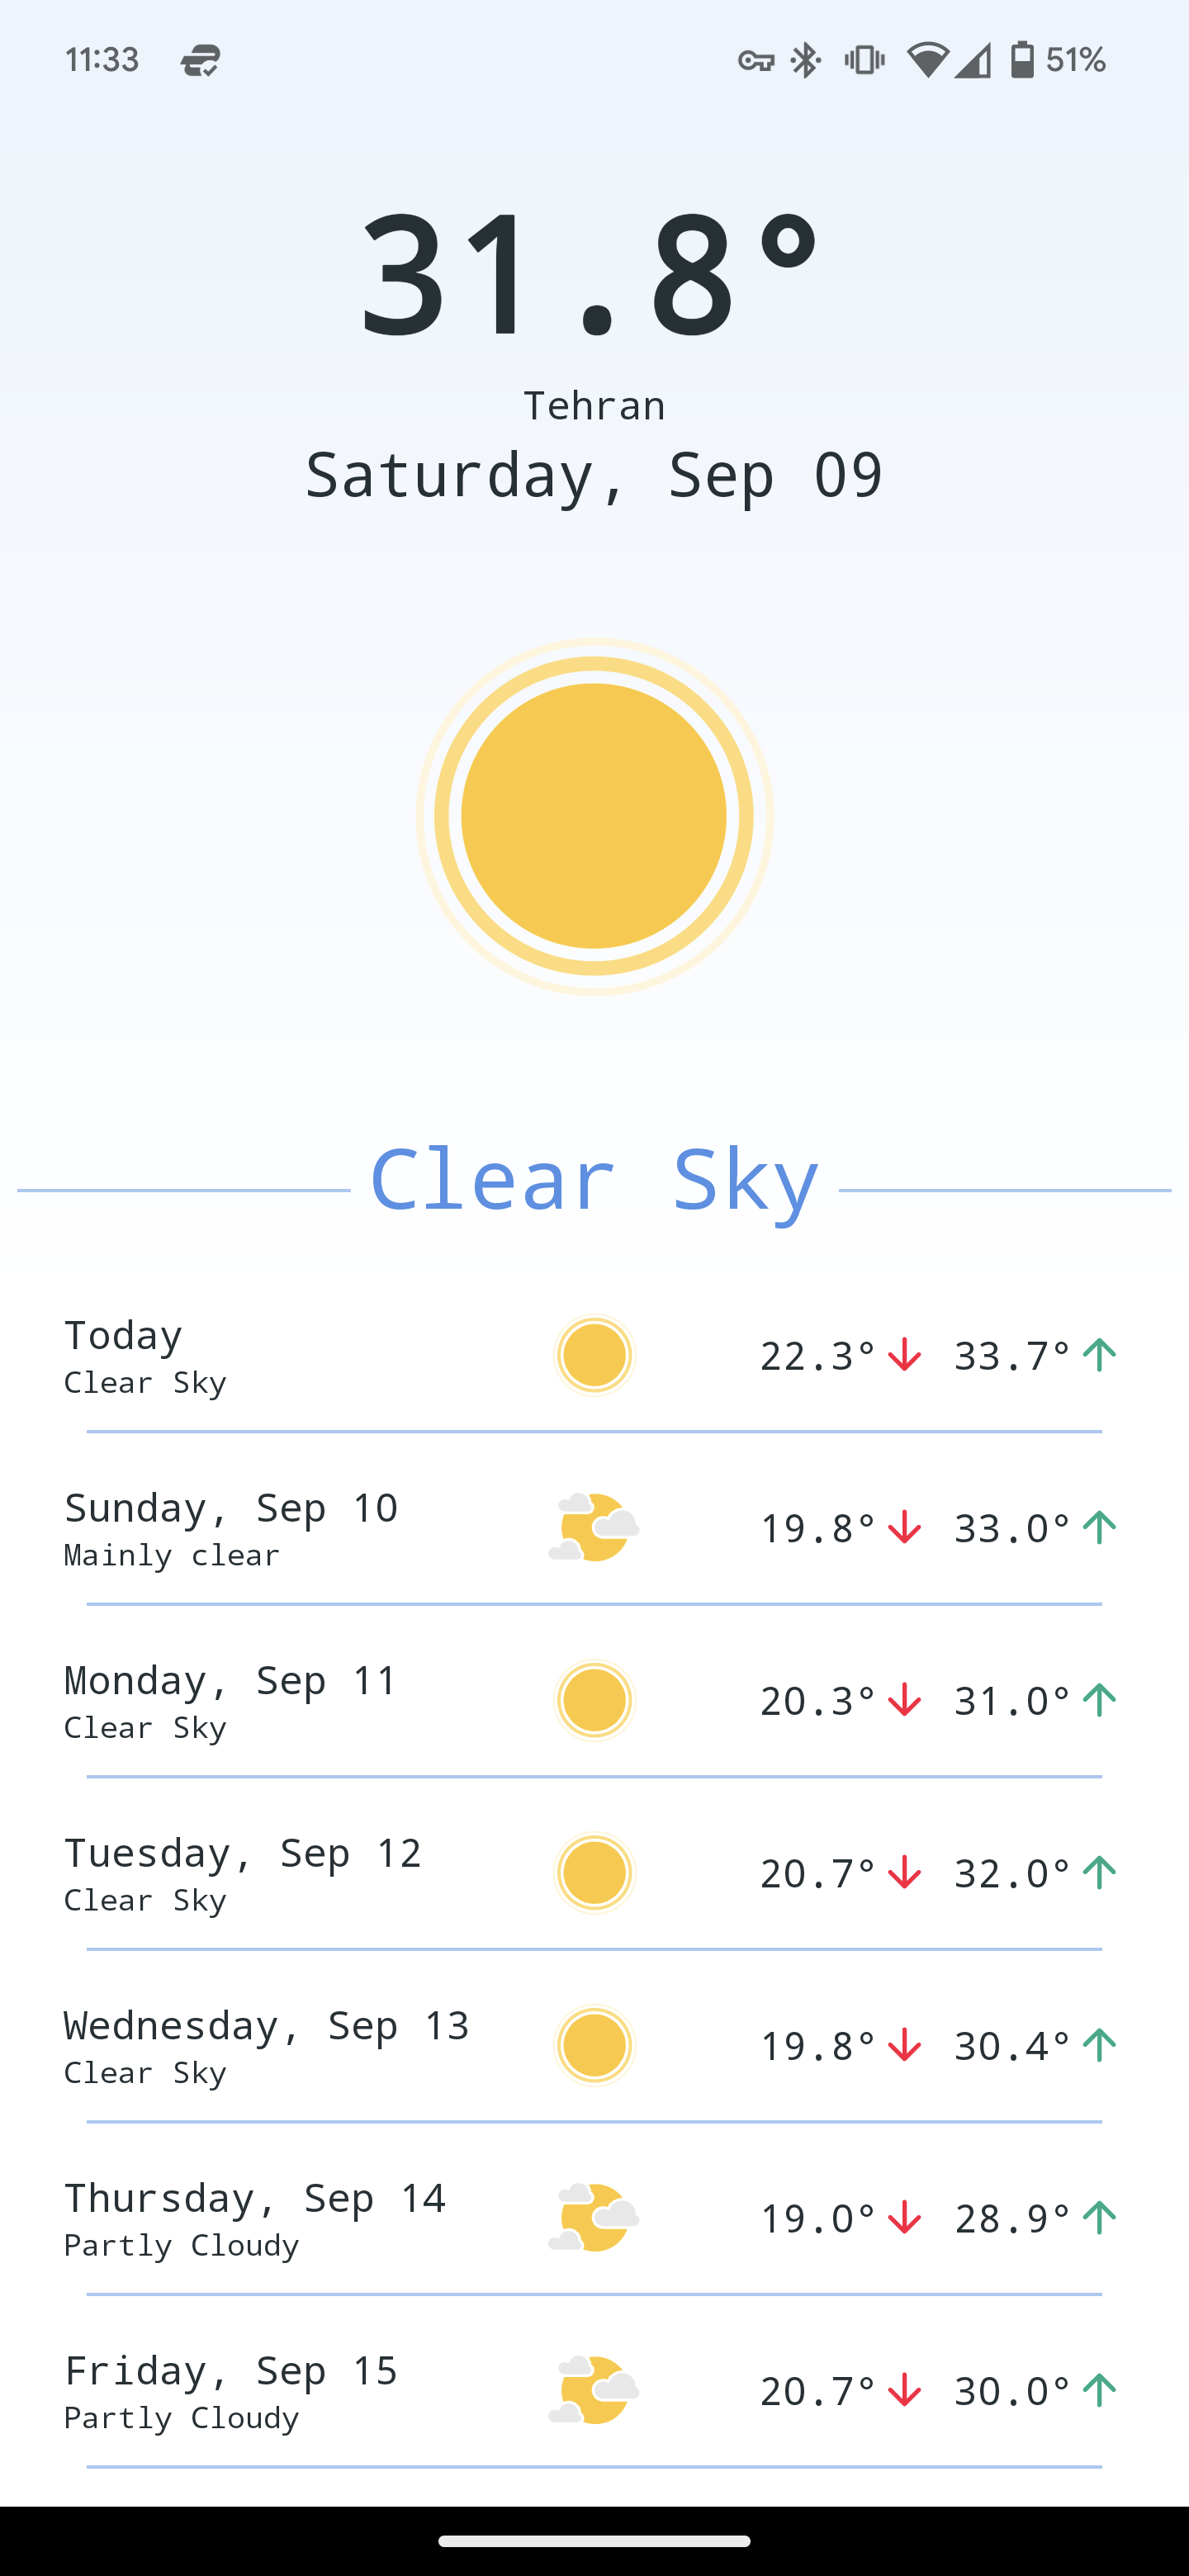 11:33 51%
31.8°
Tehran
Saturday, Sep 09
Clear Sky
Today
Clear Sky
22.3° 33.7°
Sunday, Sep 10
Mainly clear
19.8° 33.0°
Monday, Sep 11
Clear Sky
20.3° 31.0°
Tuesday, Sep 12
Clear Sky
20.7° 32.0°
Wednesday, Sep 13
Clear Sky
19.8° 30.4°
Thursday, Sep 14
Partly Cloudy
19.0° 28.9°
Friday, Sep 15
Partly Cloudy
20.7° 30.0°